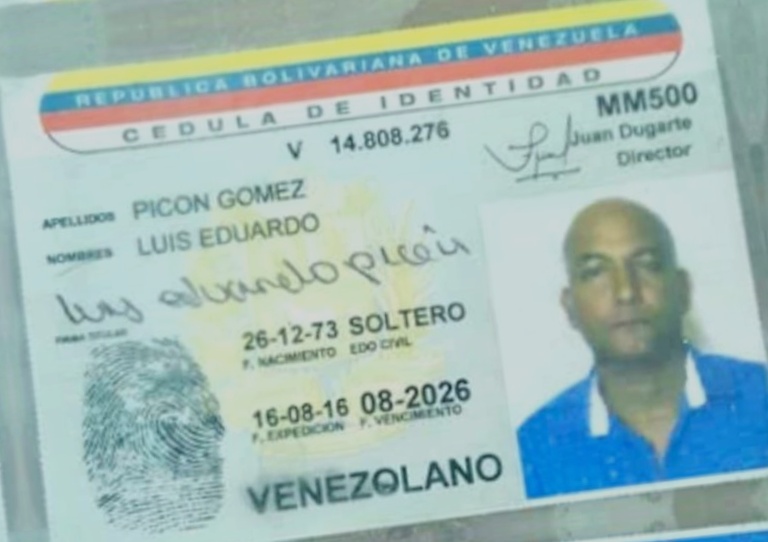 REPUBLICA BOLIVARIANA DE VENEZUELA
CEDULA DE IDENTIDAD
V 14.808.276
MM500
Juan Dugarte
Director
APELLIDOS PICON GOMEZ
NOMBRES LUIS EDUARDO
luis eduardo picón
FIRMA TITULAR
26-12-73 SOLTERO
F. NACIMIENTO EDO CIVIL
16-08-16 08-2026
F. EXPEDICION F. VENCIMIENTO
VENEZOLANO